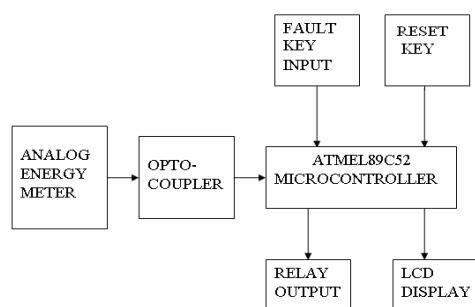 FAULT
KEY
INPUT
RESET
KEY
ANALOG
ENERGY
METER
OPTO-
COUPLER
ATMEL89C52
MICROCONTROLLER
RELAY
OUTPUT
LCD
DISPLAY